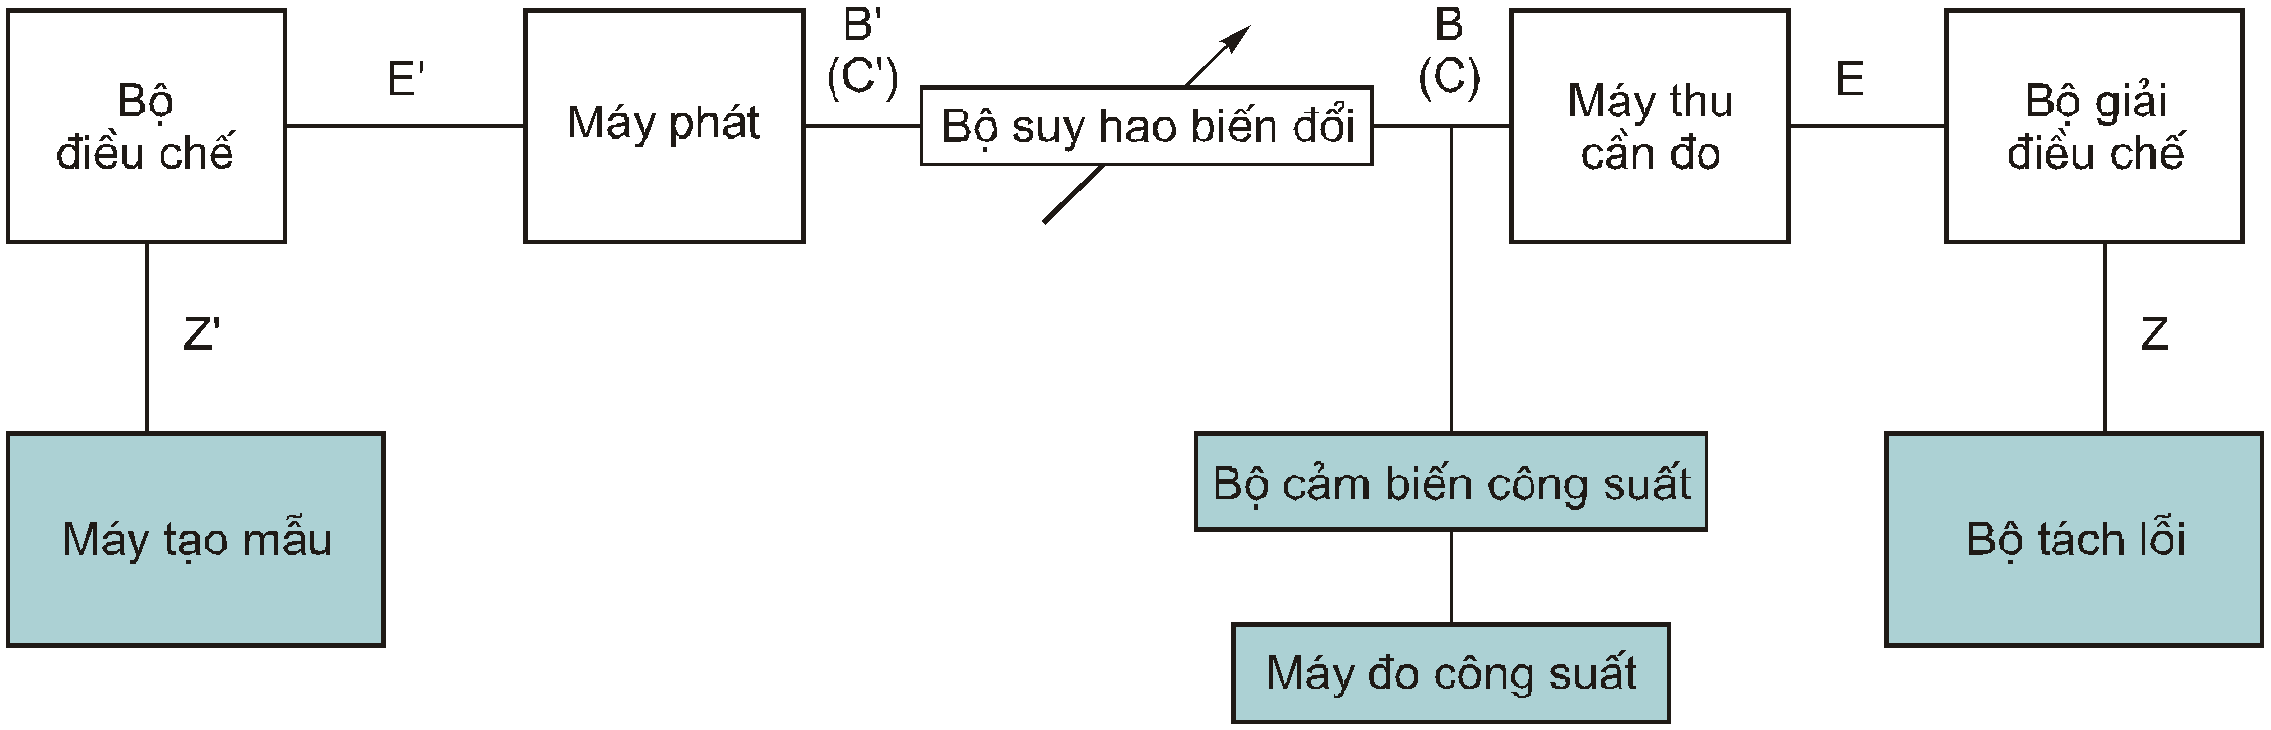 Bộ
điều chế
E'
Máy phát
B'
(C')
Bộ suy hao biến đổi
B
(C)
Máy thu
cần đo
E
Bộ giải
điều chế
Z'
Z
Máy tạo mẫu
Bộ cảm biến công suất
Bộ tách lỗi
Máy đo công suất